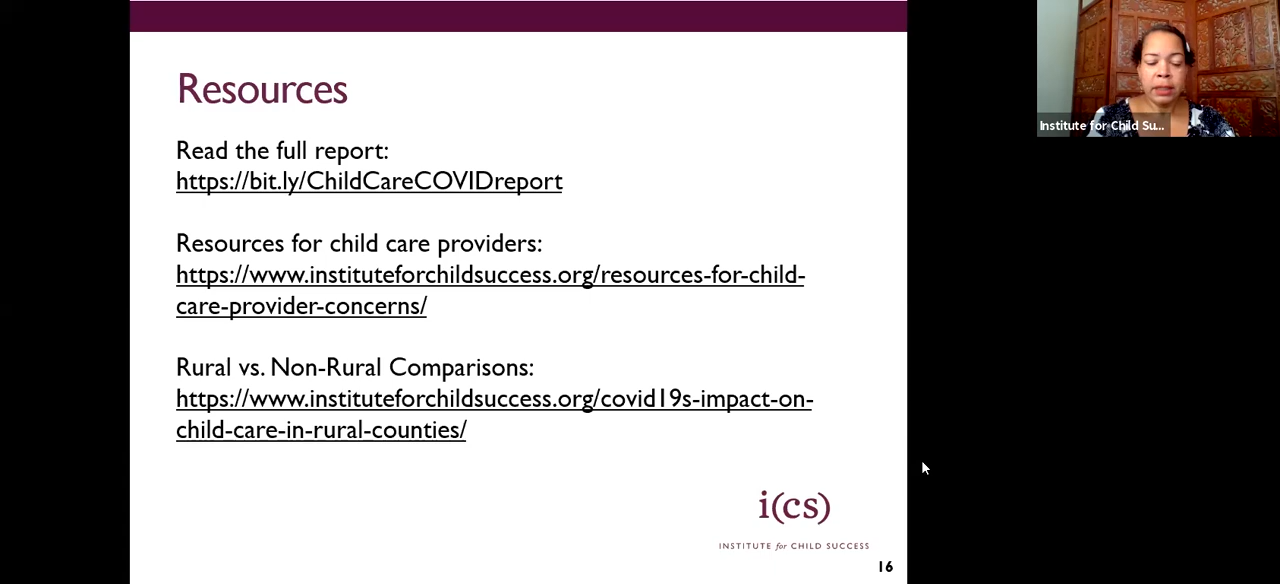 Resources
Read the full report:
https://bit.ly/ChildCareCOVIDreport
Resources for child care providers:
https://www.instituteforchildsuccess.org/resources-for-child-
care-provider-concerns/
Rural vs. Non-Rural Comparisons:
https://www.instituteforchildsuccess.org/covid19s-impact-on-
child-care-in-rural-counties/
i(cs)
INSTITUTE for CHILD SUCCESS
16
Institute for Child Su...